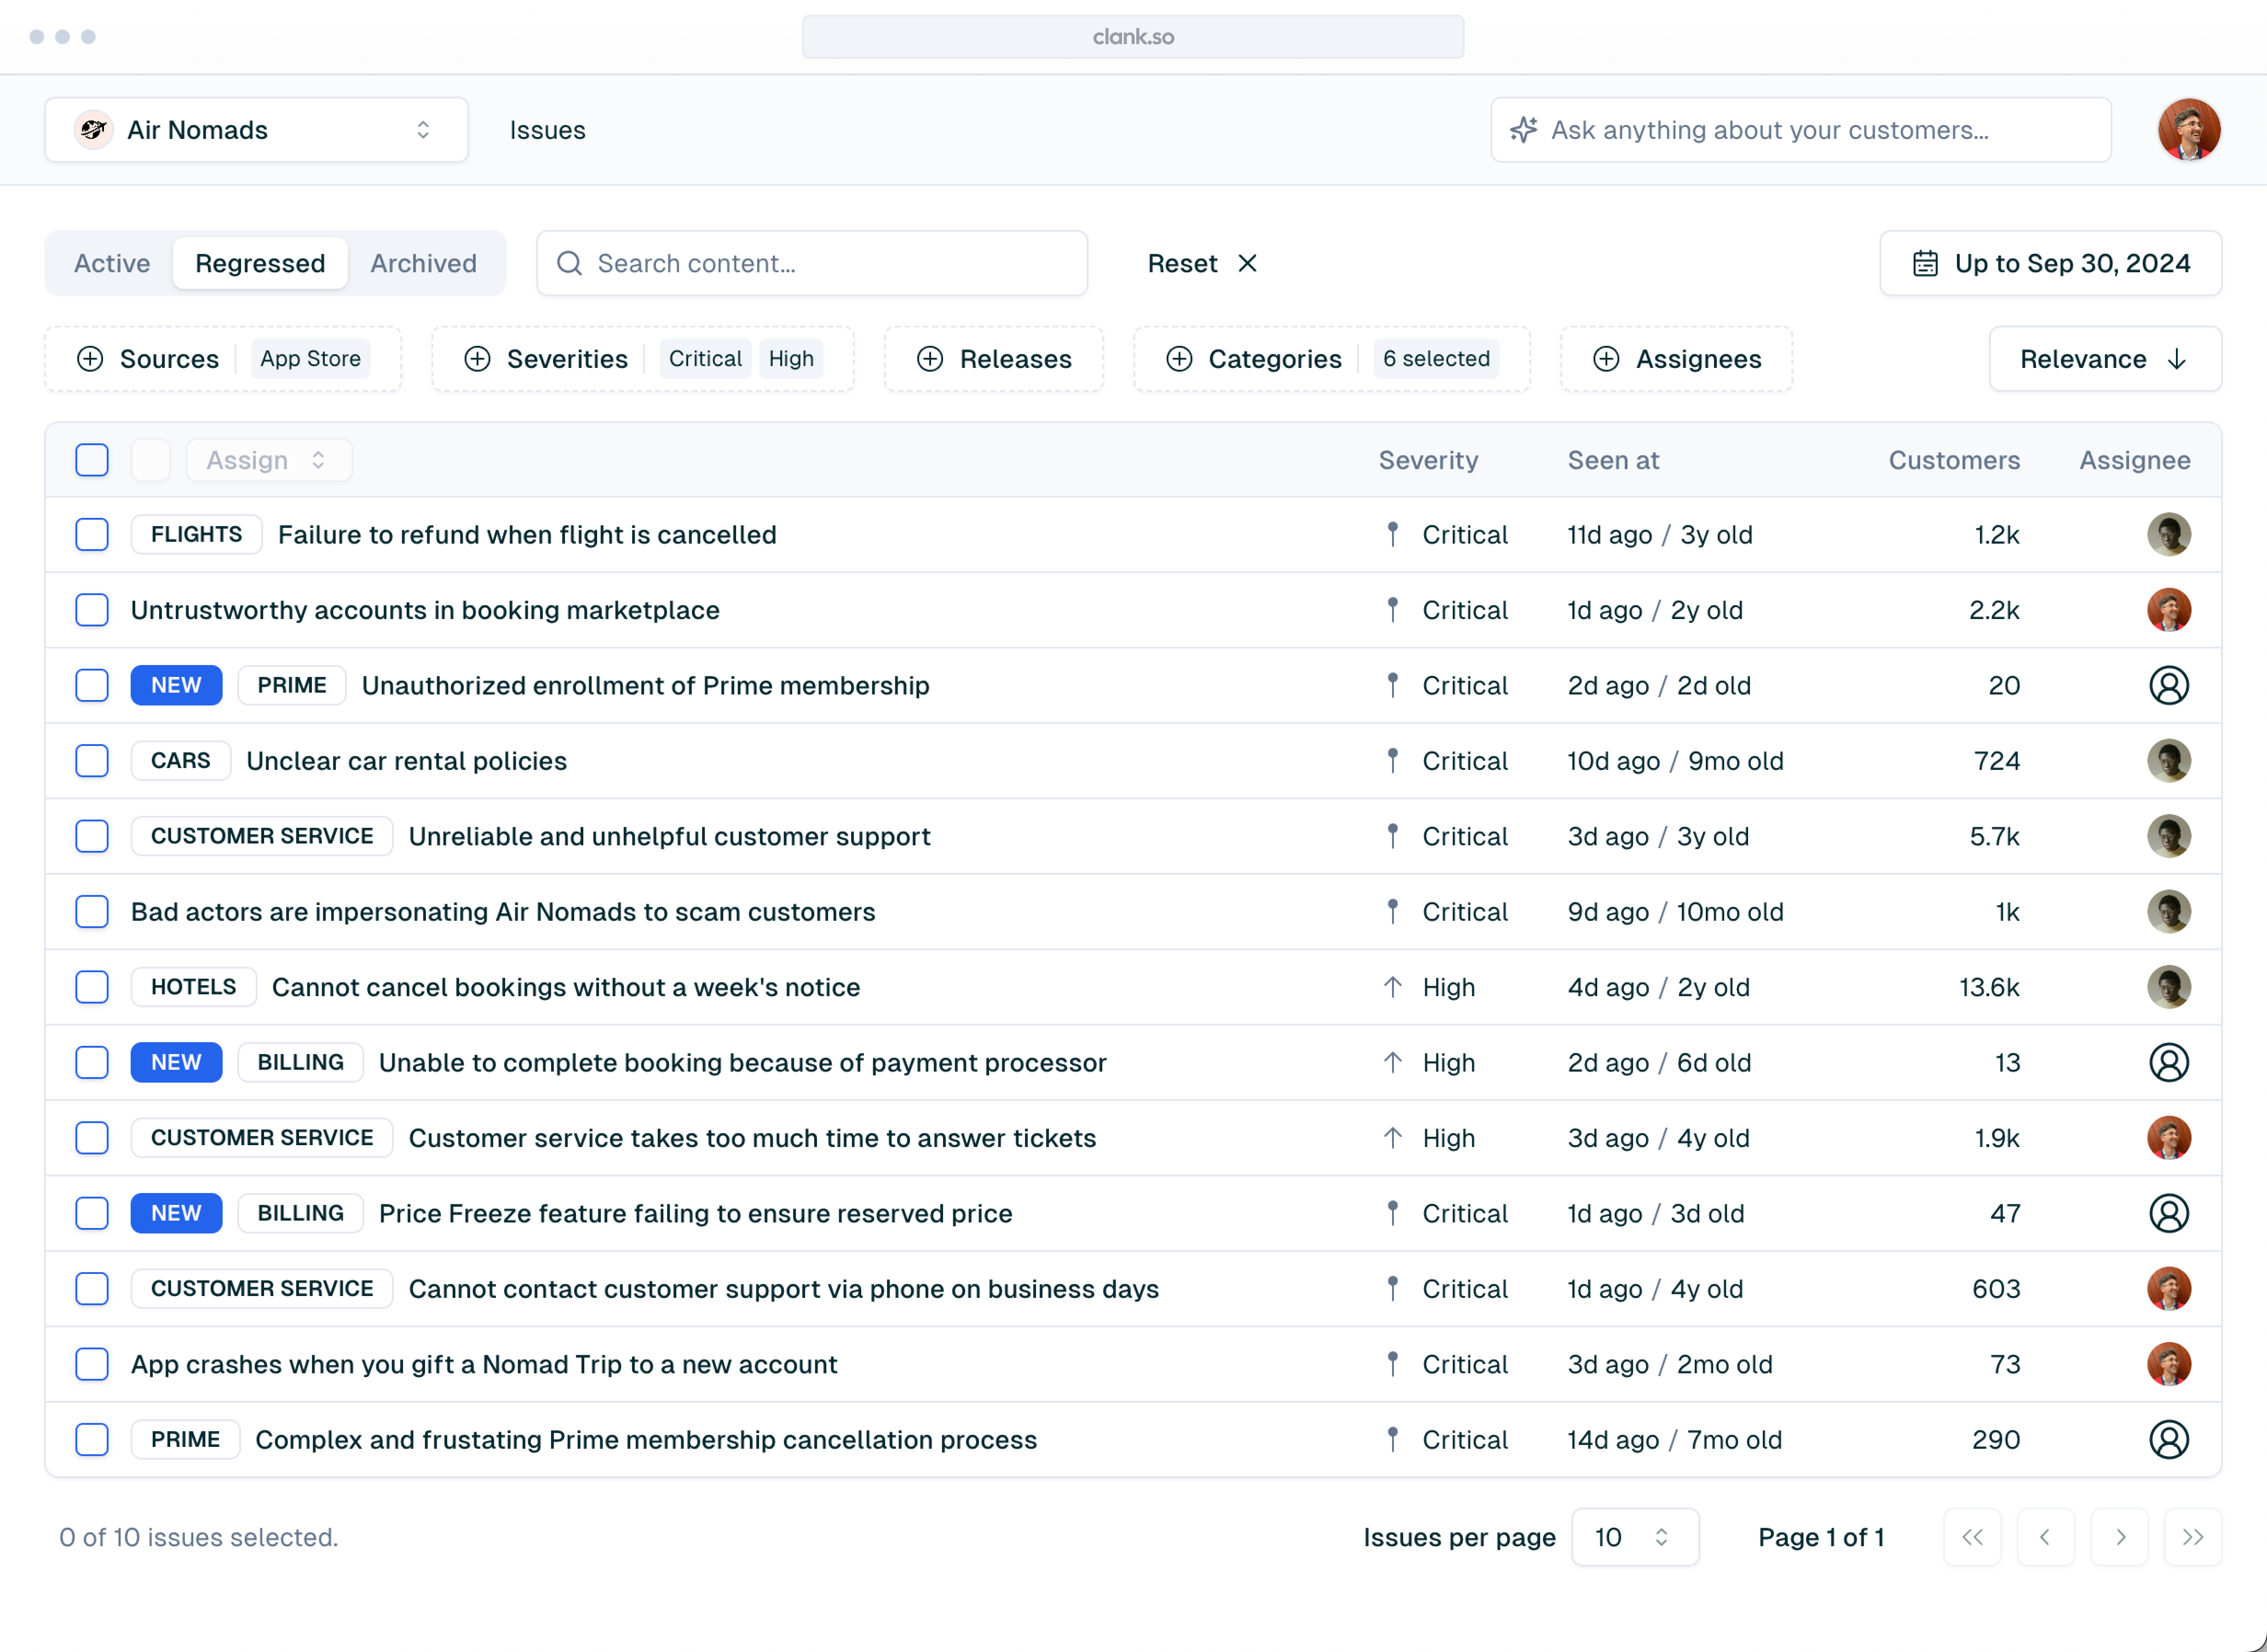 clank.so
Air Nomads Issues Ask anything about your customers...
Active Regressed Archived Search content... Reset Up to Sep 30, 2024
Sources App Store Severities Critical High Releases Categories 6 selected Assignees Relevance
Assign Severity Seen at Customers Assignee
FLIGHTS Failure to refund when flight is cancelled Critical 11d ago / 3y old 1.2k
Untrustworthy accounts in booking marketplace Critical 1d ago / 2y old 2.2k
NEW PRIME Unauthorized enrollment of Prime membership Critical 2d ago / 2d old 20
CARS Unclear car rental policies Critical 10d ago / 9mo old 724
CUSTOMER SERVICE Unreliable and unhelpful customer support Critical 3d ago / 3y old 5.7k
Bad actors are impersonating Air Nomads to scam customers Critical 9d ago / 10mo old 1k
HOTELS Cannot cancel bookings without a week's notice High 4d ago / 2y old 13.6k
NEW BILLING Unable to complete booking because of payment processor High 2d ago / 6d old 13
CUSTOMER SERVICE Customer service takes too much time to answer tickets High 3d ago / 4y old 1.9k
NEW BILLING Price Freeze feature failing to ensure reserved price Critical 1d ago / 3d old 47
CUSTOMER SERVICE Cannot contact customer support via phone on business days Critical 1d ago / 4y old 603
App crashes when you gift a Nomad Trip to a new account Critical 3d ago / 2mo old 73
PRIME Complex and frustating Prime membership cancellation process Critical 14d ago / 7mo old 290
0 of 10 issues selected. Issues per page 10 Page 1 of 1